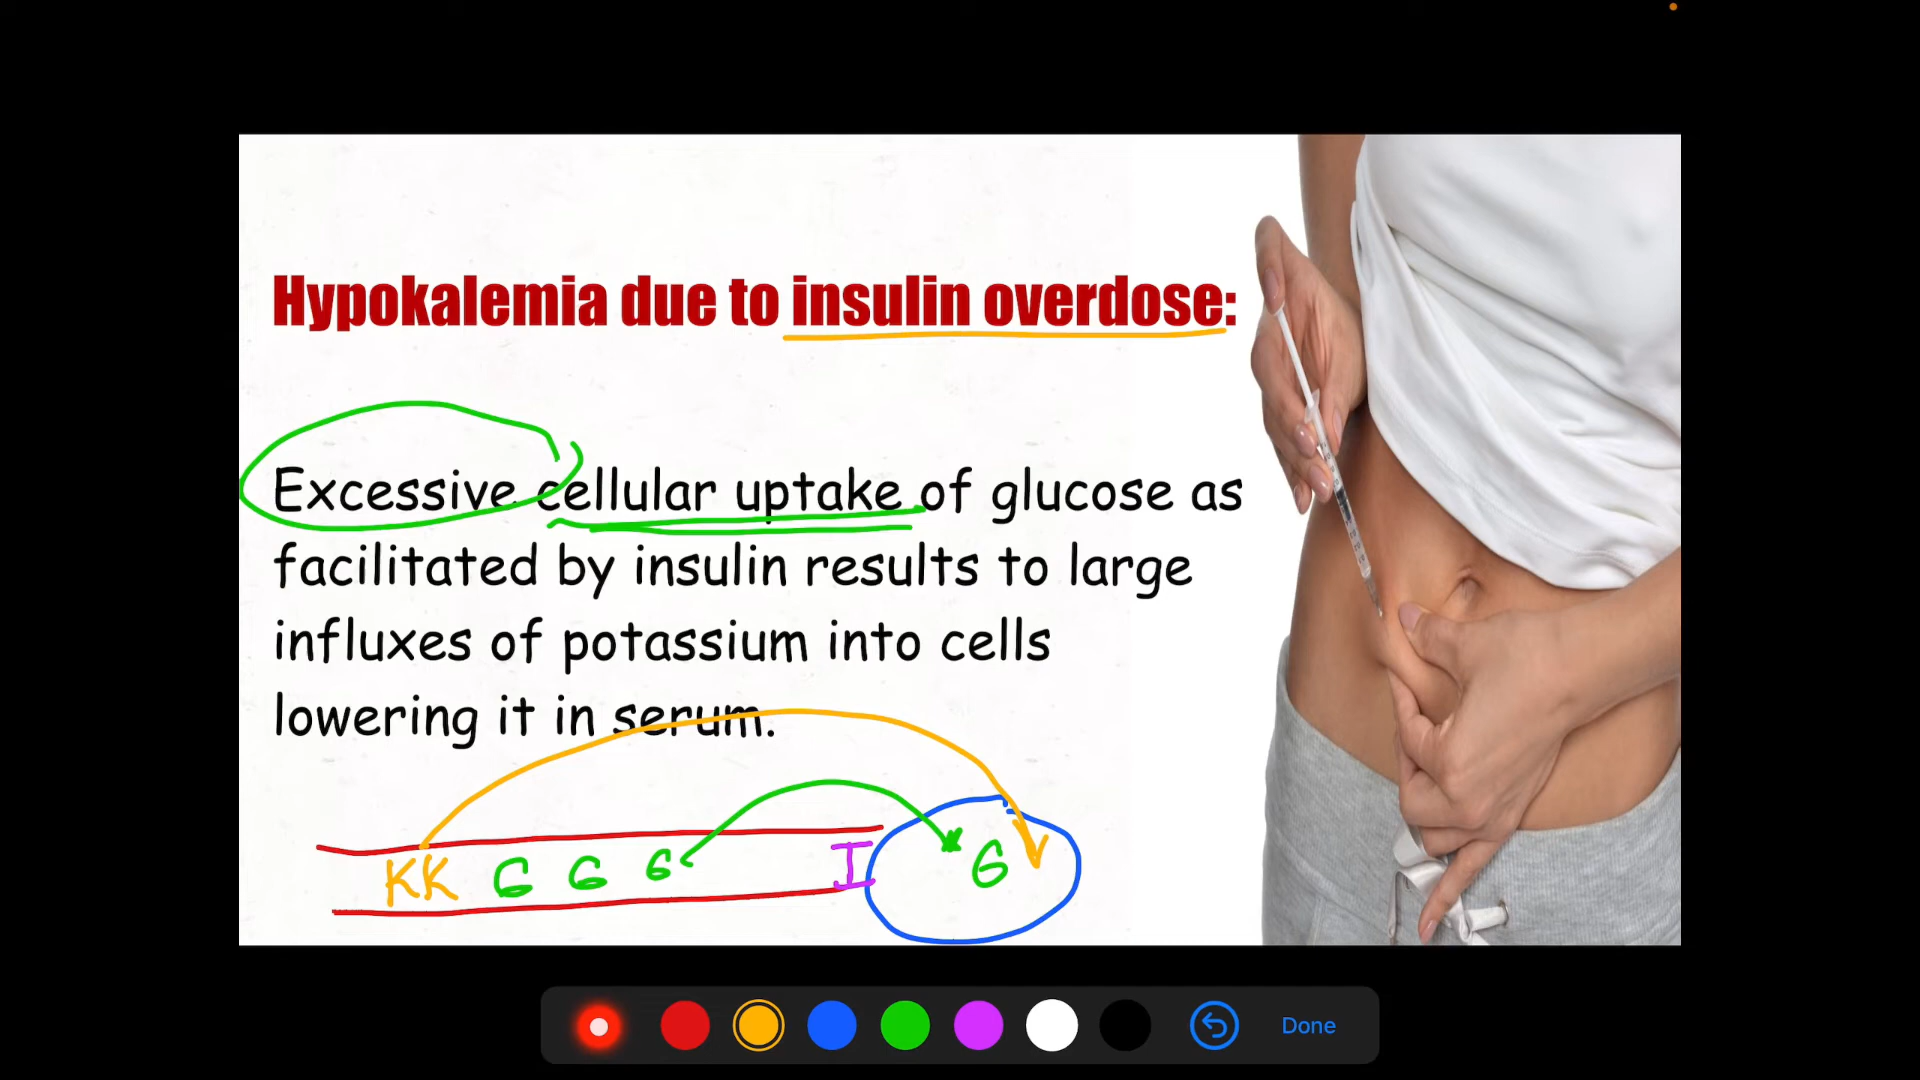 Hypokalemia due to insulin overdose:
Excessive cellular uptake of glucose as
facilitated by insulin results to large
influxes of potassium into cells
lowering it in serum.
KK G G G I G
Done